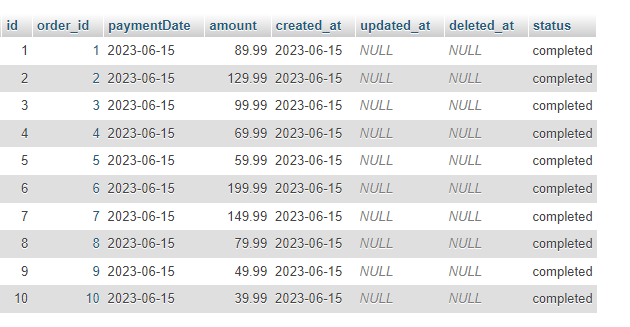 id order_id paymentDate amount created_at updated_at deleted_at status
1 1 2023-06-15 89.99 2023-06-15 NULL NULL completed
2 2 2023-06-15 129.99 2023-06-15 NULL NULL completed
3 3 2023-06-15 99.99 2023-06-15 NULL NULL completed
4 4 2023-06-15 69.99 2023-06-15 NULL NULL completed
5 5 2023-06-15 59.99 2023-06-15 NULL NULL completed
6 6 2023-06-15 199.99 2023-06-15 NULL NULL completed
7 7 2023-06-15 149.99 2023-06-15 NULL NULL completed
8 8 2023-06-15 79.99 2023-06-15 NULL NULL completed
9 9 2023-06-15 49.99 2023-06-15 NULL NULL completed
10 10 2023-06-15 39.99 2023-06-15 NULL NULL completed